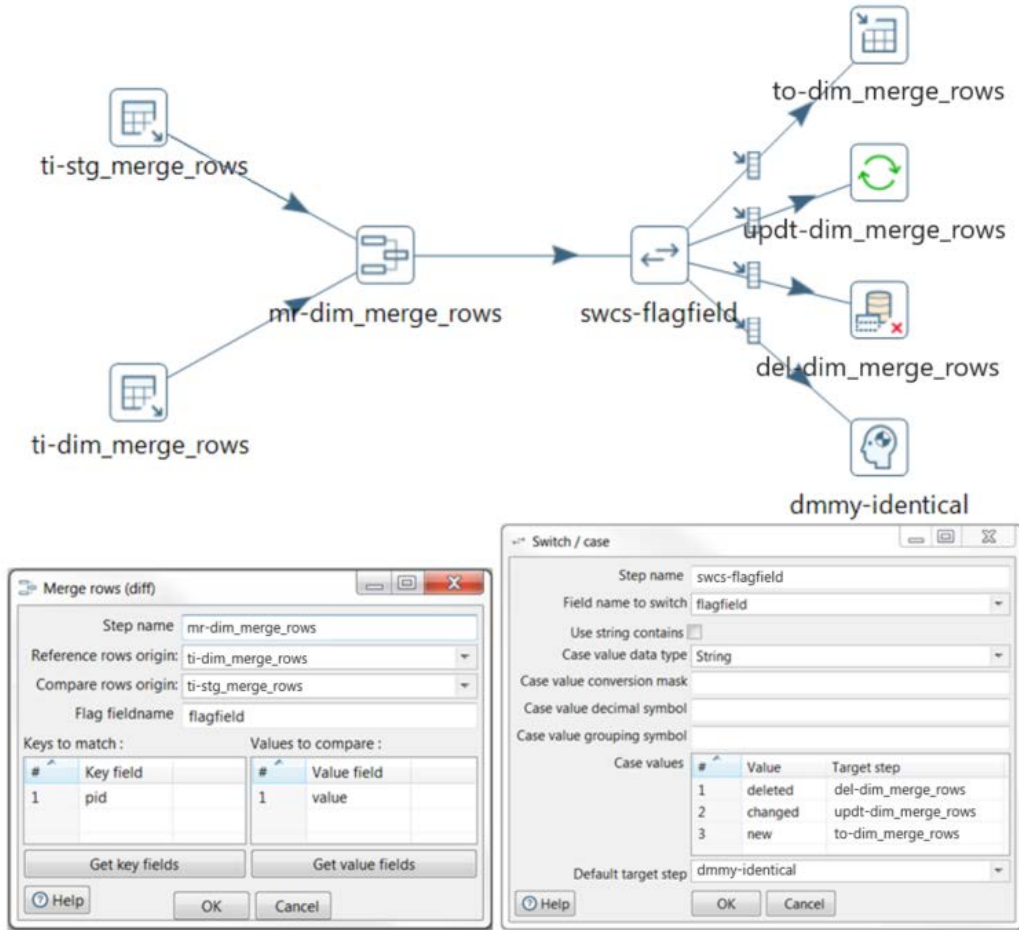 to-dim_merge_rows
ti-stg_merge_rows
updt-dim_merge_rows
mr-dim_merge_rows
swcs-flagfield
del-dim_merge_rows
ti-dim_merge_rows
dmmy-identical
Merge rows (diff)
Step name mr-dim_merge_rows
Reference rows origin: ti-dim_merge_rows
Compare rows origin: ti-stg_merge_rows
Flag fieldname flagfield
Keys to match : Values to compare :
# Key field # Value field
1 pid 1 value
Get key fields Get value fields
Help OK Cancel
Switch / case
Step name swcs-flagfield
Field name to switch flagfield
Use string contains
Case value data type String
Case value conversion mask
Case value decimal symbol
Case value grouping symbol
Case values # Value Target step
1 deleted del-dim_merge_rows
2 changed updt-dim_merge_rows
3 new to-dim_merge_rows
Default target step dmmy-identical
Help OK Cancel